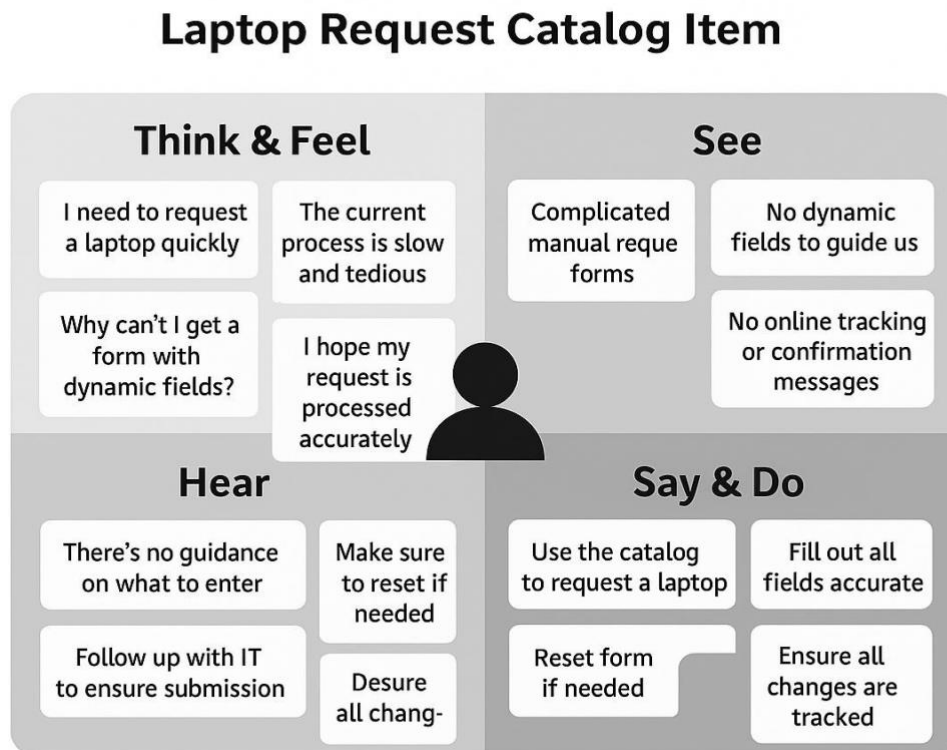 Laptop Request Catalog Item
Think & Feel
I need to request
a laptop quickly
The current
process is slow
and tedious
Why can't I get a
form with
dynamic fields?
I hope my
request is
processed
accurately
See
Complicated
manual reque
forms
No dynamic
fields to guide us
No online tracking
or confirmation
messages
Hear
There's no guidance
on what to enter
Make sure
to reset if
needed
Follow up with IT
to ensure submission
Desure
all chang-
Say & Do
Use the catalog
to request a laptop
Fill out all
fields accurate
Reset form
if needed
Ensure all
changes are
tracked